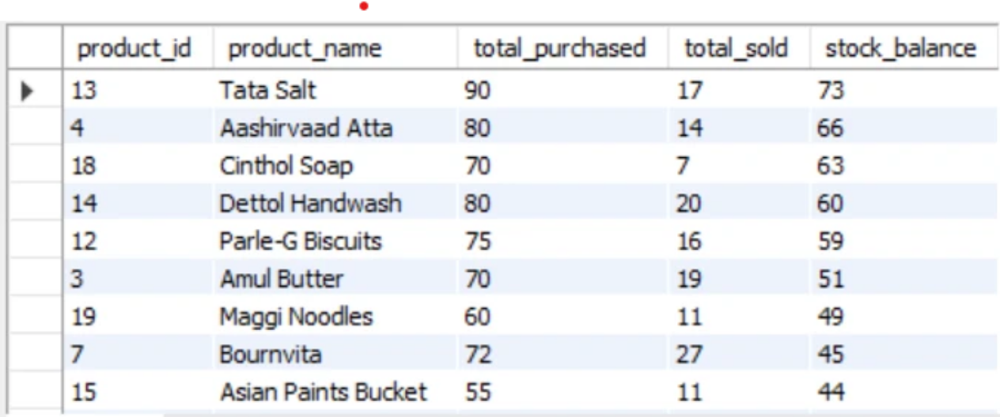 product_id product_name total_purchased total_sold stock_balance
13 Tata Salt 90 17 73
4 Aashirvaad Atta 80 14 66
18 Cinthol Soap 70 7 63
14 Dettol Handwash 80 20 60
12 Parle-G Biscuits 75 16 59
3 Amul Butter 70 19 51
19 Maggi Noodles 60 11 49
7 Bournvita 72 27 45
15 Asian Paints Bucket 55 11 44